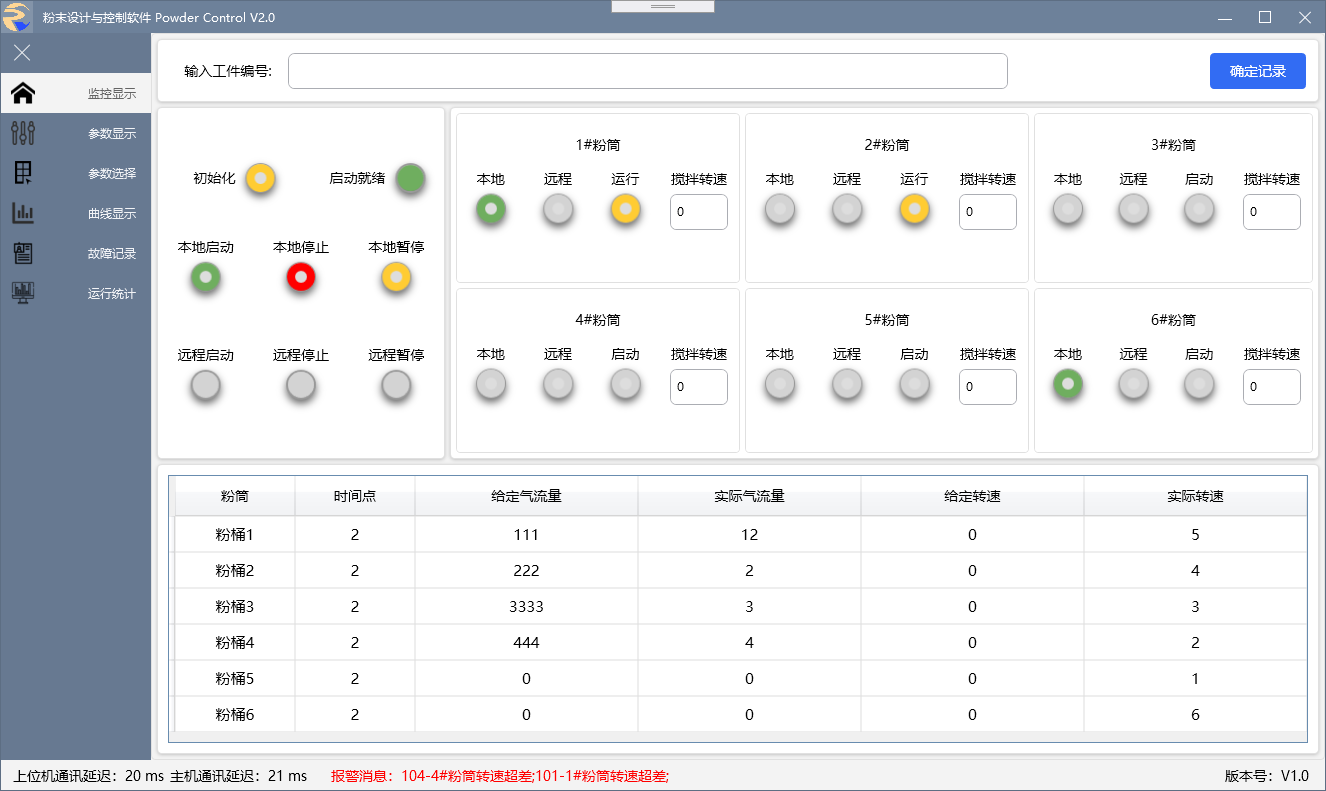 粉末设计与控制软件 Powder Control V2.0
监控显示
参数显示
参数选择
曲线显示
故障记录
运行统计
输入工件编号:
确定记录
初始化 启动就绪
本地启动 本地停止 本地暂停
远程启动 远程停止 远程暂停
1#粉筒
本地 远程 运行 搅拌转速
0
2#粉筒
本地 远程 运行 搅拌转速
0
3#粉筒
本地 远程 启动 搅拌转速
0
4#粉筒
本地 远程 启动 搅拌转速
0
5#粉筒
本地 远程 启动 搅拌转速
0
6#粉筒
本地 远程 启动 搅拌转速
0
粉筒 时间点 给定气流量 实际气流量 给定转速 实际转速
粉桶1 2 111 12 0 5
粉桶2 2 222 2 0 4
粉桶3 2 3333 3 0 3
粉桶4 2 444 4 0 2
粉桶5 2 0 0 0 1
粉桶6 2 0 0 0 6
上位机通讯延迟：20 ms 主机通讯延迟：21 ms 报警消息：104-4#粉筒转速超差;101-1#粉筒转速超差; 版本号：V1.0